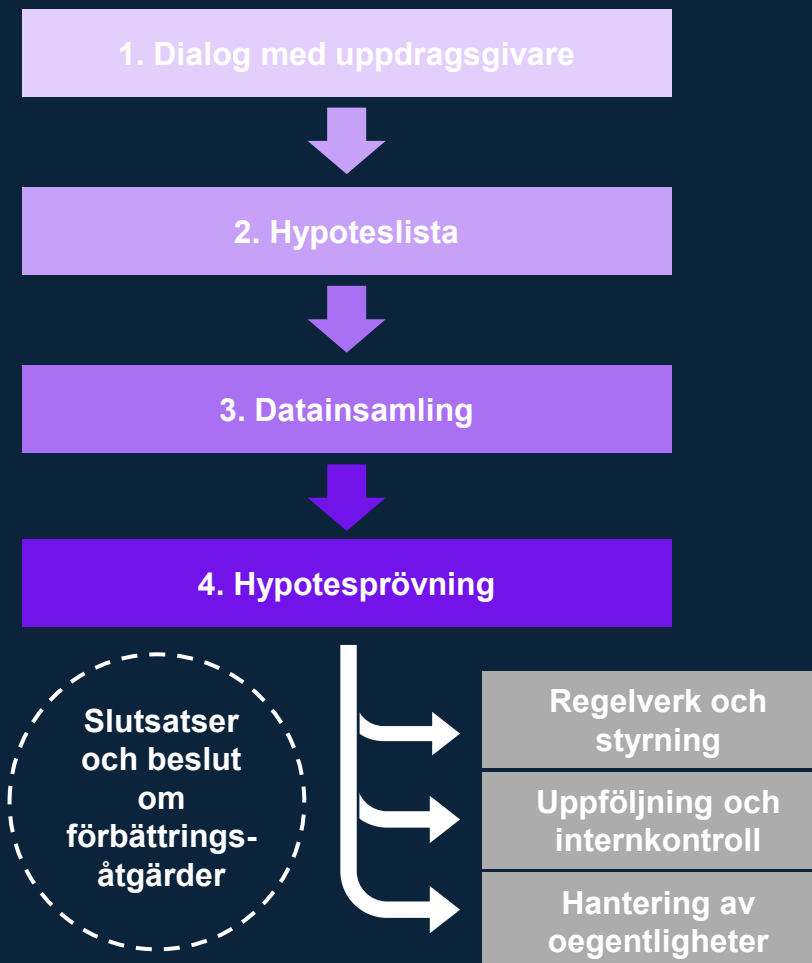 1. Dialog med uppdragsgivare
2. Hypoteslista
3. Datainsamling
4. Hypotesprövning
Slutsatser
och beslut
om
förbättrings-
åtgärder
Regelverk och
styrning
Uppföljning och
internkontroll
Hantering av
oegentligheter